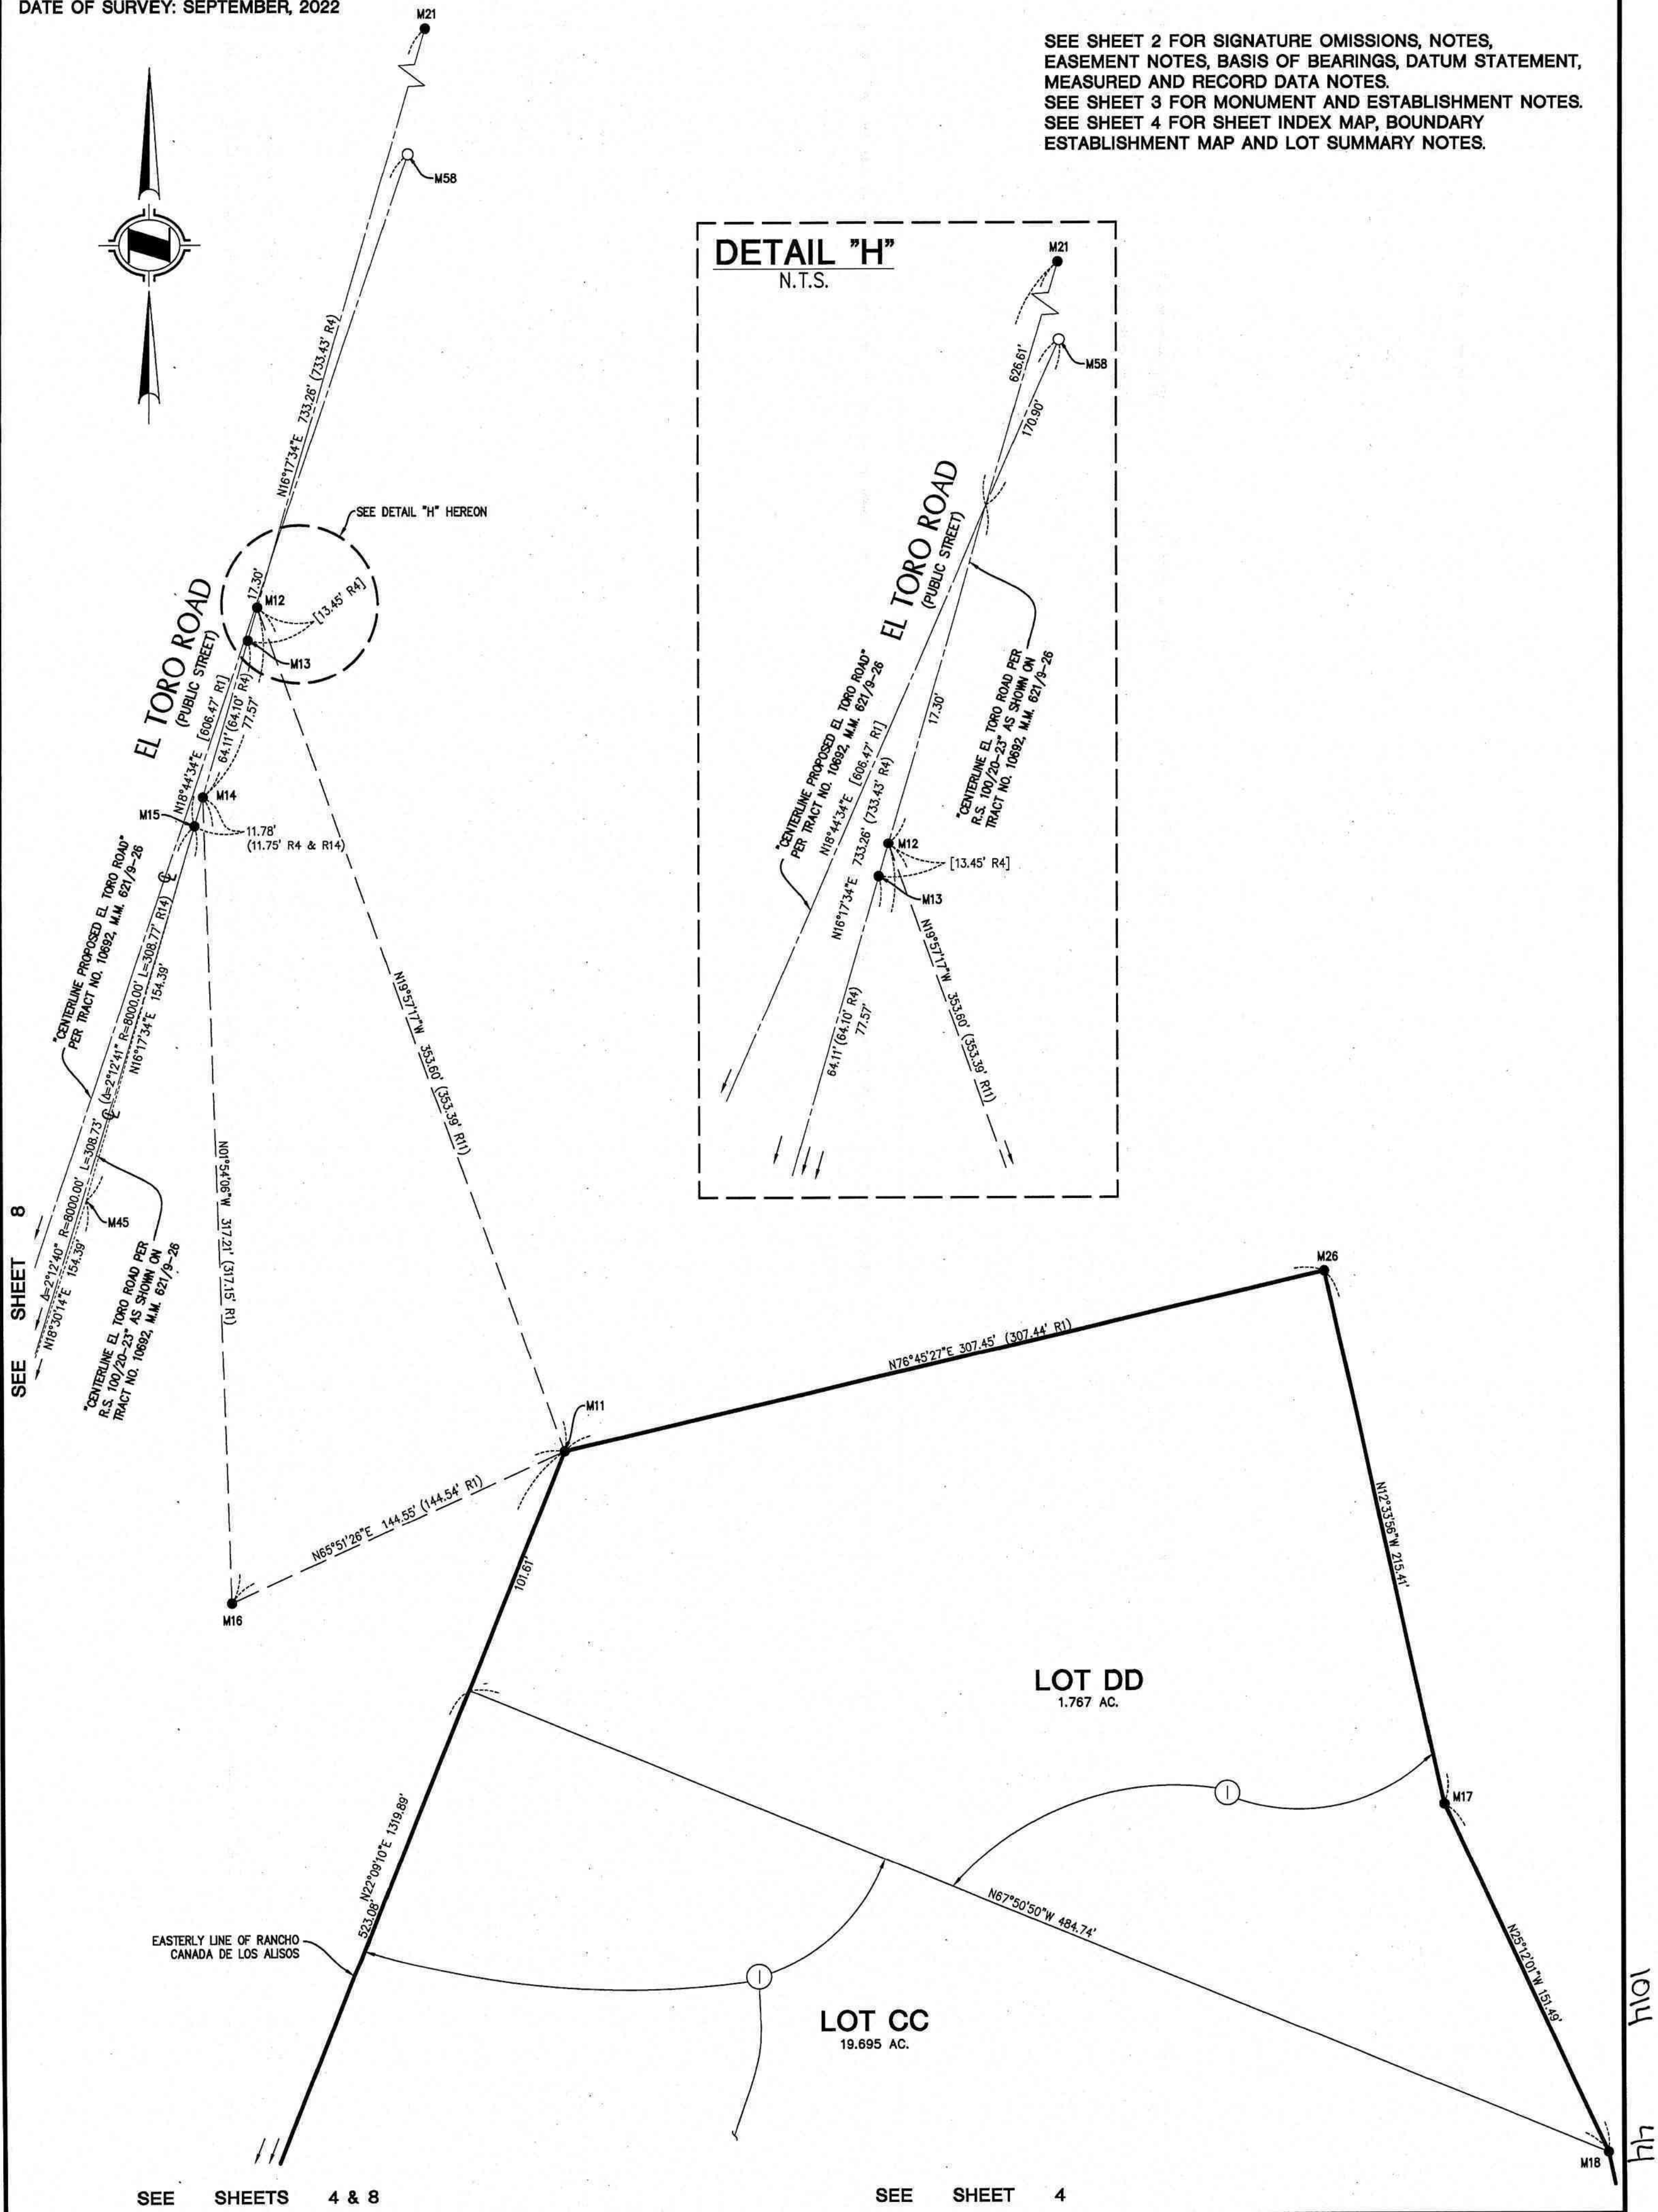 DATE OF SURVEY: SEPTEMBER, 2022
SEE SHEET 2 FOR SIGNATURE OMISSIONS, NOTES,
EASEMENT NOTES, BASIS OF BEARINGS, DATUM STATEMENT,
MEASURED AND RECORD DATA NOTES.
SEE SHEET 3 FOR MONUMENT AND ESTABLISHMENT NOTES.
SEE SHEET 4 FOR SHEET INDEX MAP, BOUNDARY
ESTABLISHMENT MAP AND LOT SUMMARY NOTES.
M21
M58
N16°17'34"E 733.26' (733.43' R4)
SEE DETAIL "H" HEREON
17.30'
M12
[13.45' R4]
M13
EL TORO ROAD
(PUBLIC STREET)
N18°44'34"E [606.47' R1]
64.11' (64.10' R4)
77.57'
M14
M15
11.78'
(11.75' R4 & R14)
"CENTERLINE PROPOSED EL TORO ROAD"
PER TRACT NO. 10692, M.M. 621/9-26
Δ=2°12'40" R=8000.00' L=308.73' (Δ=2°12'41" R=8000.00' L=308.77' R14)
N16°17'34"E 154.39'
N18°30'14"E 154.39'
M45
"CENTERLINE EL TORO ROAD PER
R.S. 100/20-23" AS SHOWN ON
TRACT NO. 10692, M.M. 621/9-26
SEE SHEET 8
N01°54'06"W 317.21' (317.15' R1)
N19°57'17"W 353.60' (353.39' R11)
DETAIL "H"
N.T.S.
M21
M58
626.61'
170.90'
EL TORO ROAD
(PUBLIC STREET)
"CENTERLINE PROPOSED EL TORO ROAD"
PER TRACT NO. 10692, M.M. 621/9-26
N18°44'34"E [606.47' R1]
N16°17'34"E 733.26' (733.43' R4)
17.30'
"CENTERLINE EL TORO ROAD PER
R.S. 100/20-23" AS SHOWN ON
TRACT NO. 10692, M.M. 621/9-26
M12
[13.45' R4]
M13
64.11' (64.10' R4)
77.57'
N19°57'17"W 353.60' (353.39' R11)
M26
N76°45'27"E 307.45' (307.44' R1)
M11
N65°51'26"E 144.55' (144.54' R1)
M16
101.61'
N12°33'56"W 215.41'
LOT DD
1.767 AC.
1
M17
N22°09'10"E 1319.89'
523.08'
N67°50'50"W 484.74'
N25°12'01"W 151.49'
EASTERLY LINE OF RANCHO
CANADA DE LOS ALISOS
1
LOT CC
19.695 AC.
M18
1014
44
SEE SHEETS 4 & 8
SEE SHEET 4